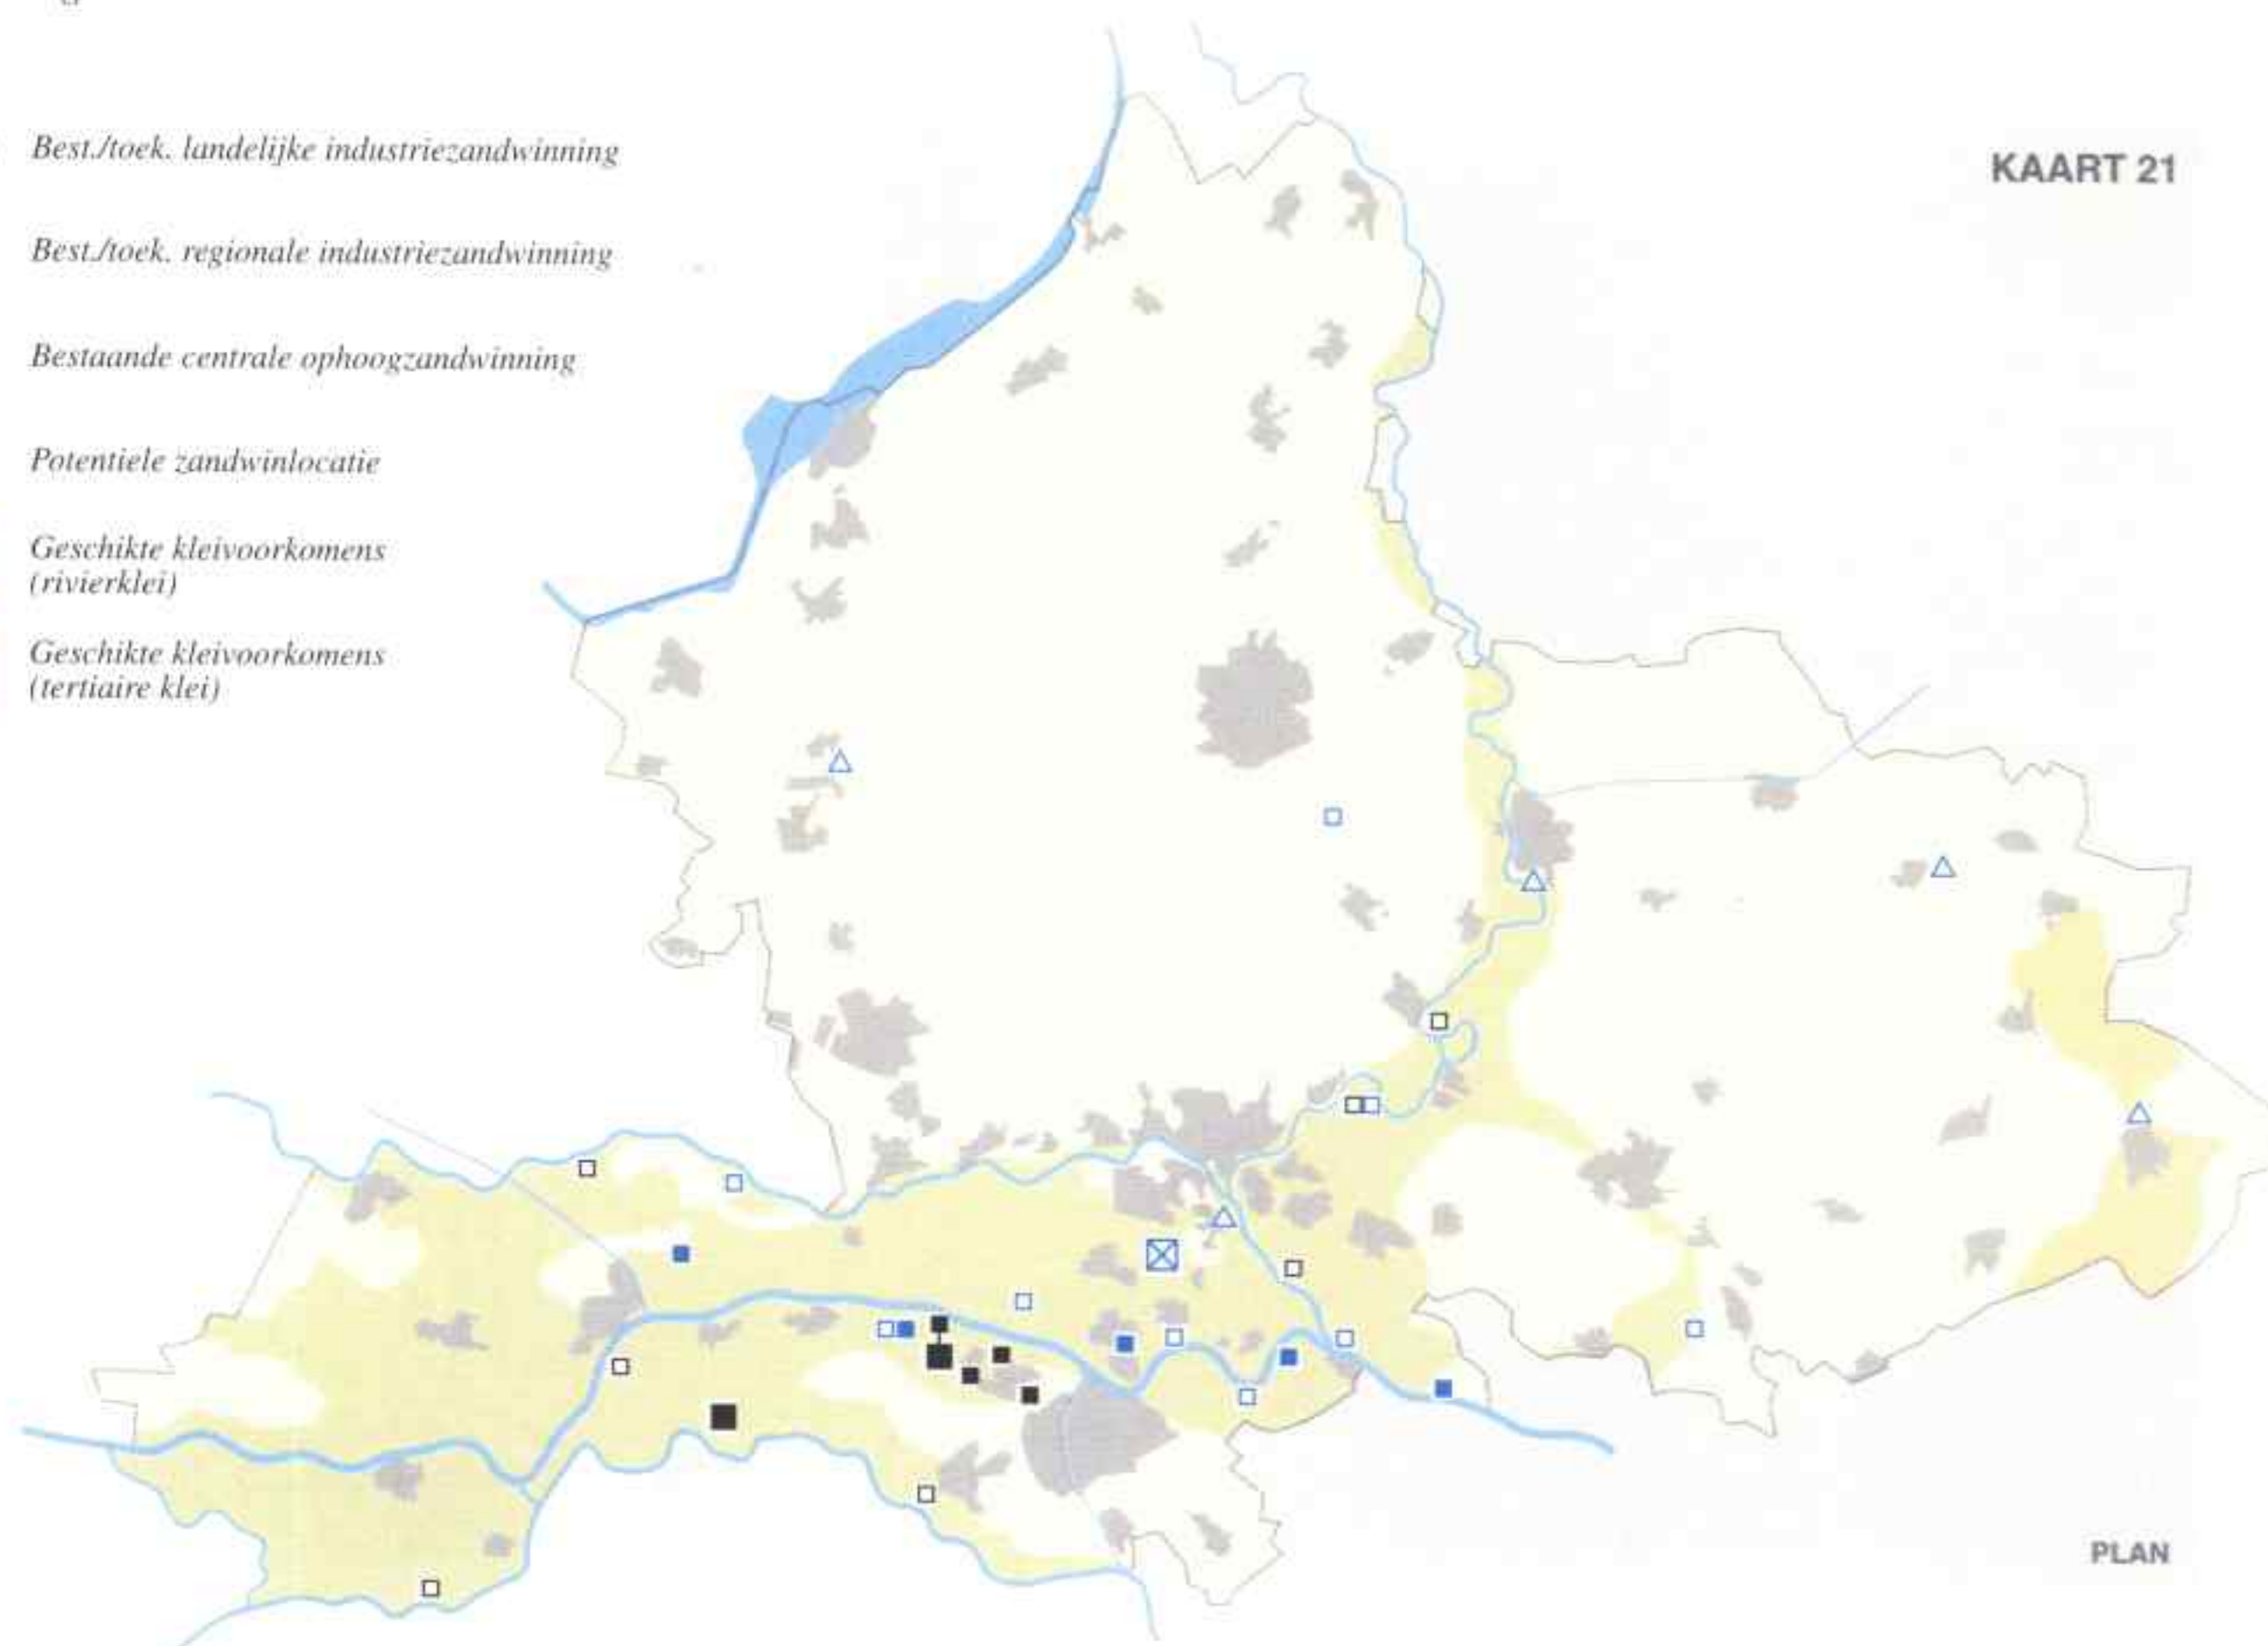 Best./toek. landelijke industriezandwinning
Best./toek. regionale industriezandwinning
Bestaande centrale ophoogzandwinning
Potentiele zandwinlocatie
Geschikte kleivoorkomens
(rivierklei)
Geschikte kleivoorkomens
(tertiaire klei)
KAART 21
PLAN